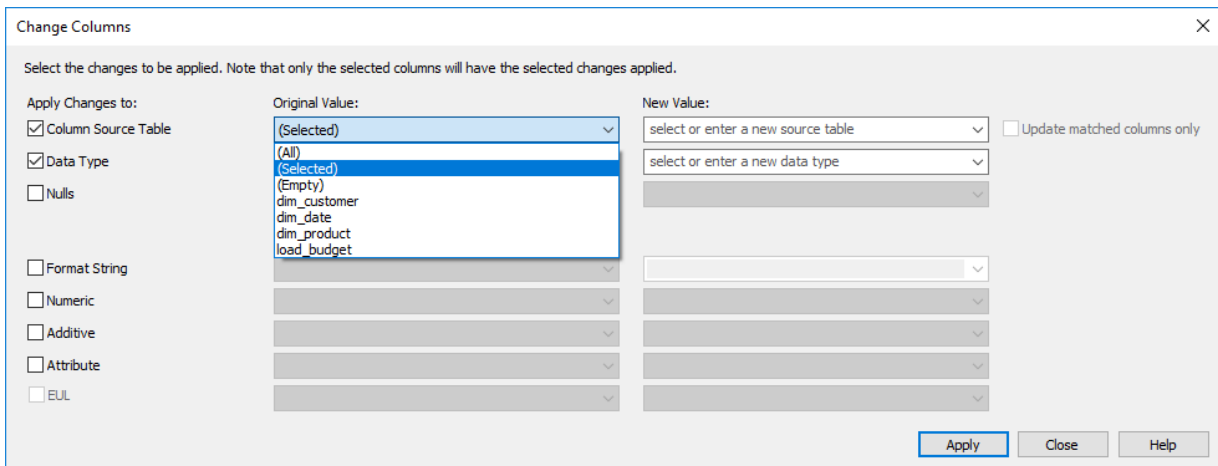 Change Columns
Select the changes to be applied. Note that only the selected columns will have the selected changes applied.
Apply Changes to: Original Value: New Value:
Column Source Table (Selected) select or enter a new source table Update matched columns only
(All)
Data Type (Selected) select or enter a new data type
(Empty)
Nulls dim_customer
dim_date
dim_product
load_budget
Format String
Numeric
Additive
Attribute
EUL
Apply Close Help